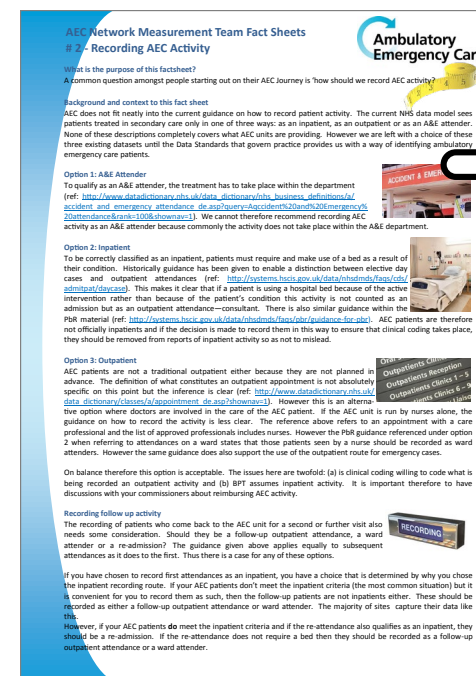 AEC Network Measurement Team Fact Sheets
# 2 - Recording AEC Activity
Ambulatory
Emergency Car
What is the purpose of this factsheet?
A common question amongst people starting out on their AEC Journey is 'how should we record AEC activity?
Background and context to this fact sheet
AEC does not fit neatly into the current guidance on how to record patient activity. The current NHS data model sees
patients treated in secondary care only in one of three ways: as an inpatient, as an outpatient or as an A&E attender.
None of these descriptions completely covers what AEC units are providing. However we are left with a choice of these
three existing datasets until the Data Standards that govern practice provides us with a way of identifying ambulatory
emergency care patients.
Option 1: A&E Attender
To qualify as an A&E attender, the treatment has to take place within the department
(ref: http://www.datadictionary.nhs.uk/data_dictionary/nhs_business_definitions/a/
accident_and_emergency_attendance_de.asp?query=Aqccident%20and%20Emergency%
20attendance&rank=100&shownav=1). We cannot therefore recommend recording AEC
activity as an A&E attender because commonly the activity does not take place within the A&E department.
ACCIDENT & EMER
Option 2: Inpatient
To be correctly classified as an inpatient, patients must require and make use of a bed as a result of
their condition. Historically guidance has been given to enable a distinction between elective day
cases and outpatient attendances (ref: http://systems.hscic.gov.uk/data/nhsdmds/faqs/cds/
admitpat/daycase). This makes it clear that if a patient is using a hospital bed because of the active
intervention rather than because of the patient's condition this activity is not counted as an
admission but as an outpatient attendance—consultant. There is also similar guidance within the
PbR material (ref: http://systems.hscic.gov.uk/data/nhsdmds/faqs/pbr/guidance-for-pbr). AEC patients are therefore
not officially inpatients and if the decision is made to record them in this way to ensure that clinical coding takes place,
they should be removed from reports of inpatient activity so as not to mislead.
Option 3: Outpatient
AEC patients are not a traditional outpatient either because they are not planned in
advance. The definition of what constitutes an outpatient appointment is not absolutely
specific on this point but the inference is clear (ref: http://www.datadictionary.nhs.uk/
data_dictionary/classes/a/appointment_de.asp?shownav=1). However this is an alterna-
tive option where doctors are involved in the care of the AEC patient. If the AEC unit is run by nurses alone, the
guidance on how to record the activity is less clear. The reference above refers to an appointment with a care
professional and the list of approved professionals includes nurses. However the PbR guidance referenced under option
2 when referring to attendances on a ward states that those patients seen by a nurse should be recorded as ward
attenders. However the same guidance does also support the use of the outpatient route for emergency cases.
Outpatients Clini
Outpatients Reception
Outpatients Clinics 1 – 5
Outpatients Clinics 6 –
On balance therefore this option is acceptable. The issues here are twofold: (a) is clinical coding willing to code what is
being recorded an outpatient activity and (b) BPT assumes inpatient activity. It is important therefore to have
discussions with your commissioners about reimbursing AEC activity.
Recording follow up activity
The recording of patients who come back to the AEC unit for a second or further visit also
needs some consideration. Should they be a follow-up outpatient attendance, a ward
attender or a re-admission? The guidance given above applies equally to subsequent
attendances as it does to the first. Thus there is a case for any of these options.
RECORDING
If you have chosen to record first attendances as an inpatient, you have a choice that is determined by why you chose
the inpatient recording route. If your AEC patients don't meet the inpatient criteria (the most common situation) but it
is convenient for you to record them as such, then the follow-up patients are not inpatients either. These should be
recorded as either a follow-up outpatient attendance or ward attender. The majority of sites capture their data like
this.
However, if your AEC patients do meet the inpatient criteria and if the re-attendance also qualifies as an inpatient, they
should be a re-admission. If the re-attendance does not require a bed then they should be recorded as a follow-up
outpatient attendance or a ward attender.